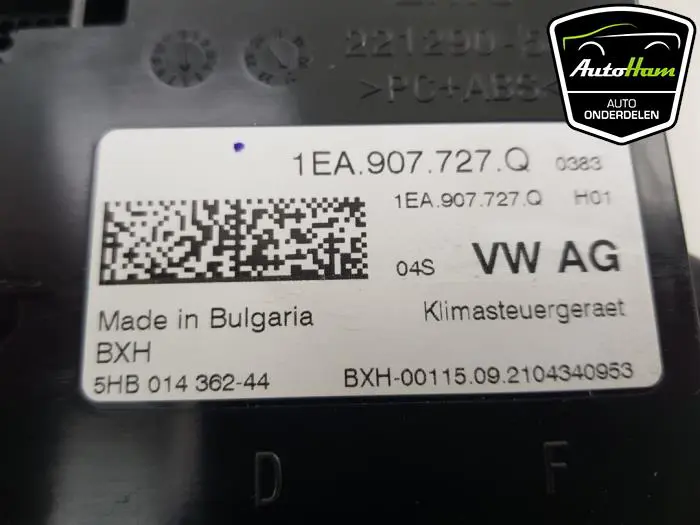 AutoHam
AUTO
ONDERDELEN
>PC+ABS<
1EA.907.727.Q 0383
1EA.907.727.Q H01
04S VW AG
Made in Bulgaria
Klimasteuergeraet
BXH
5HB 014 362-44
BXH-00115.09.2104340953
D F